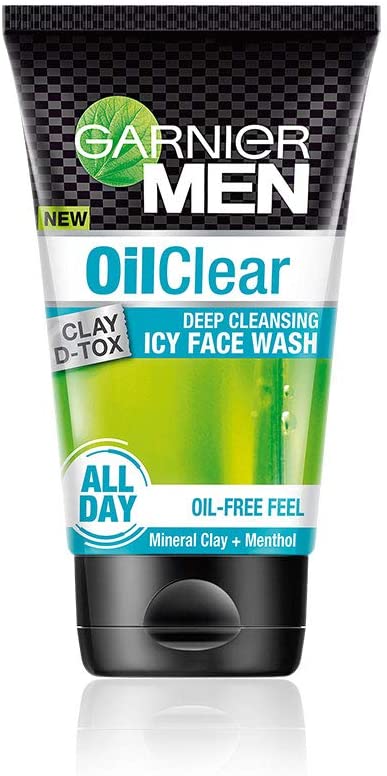 GARNIER
MEN
NEW
OilClear
CLAY
D-TOX
DEEP CLEANSING
ICY FACE WASH
ALL
DAY
OIL-FREE FEEL
Mineral Clay + Menthol